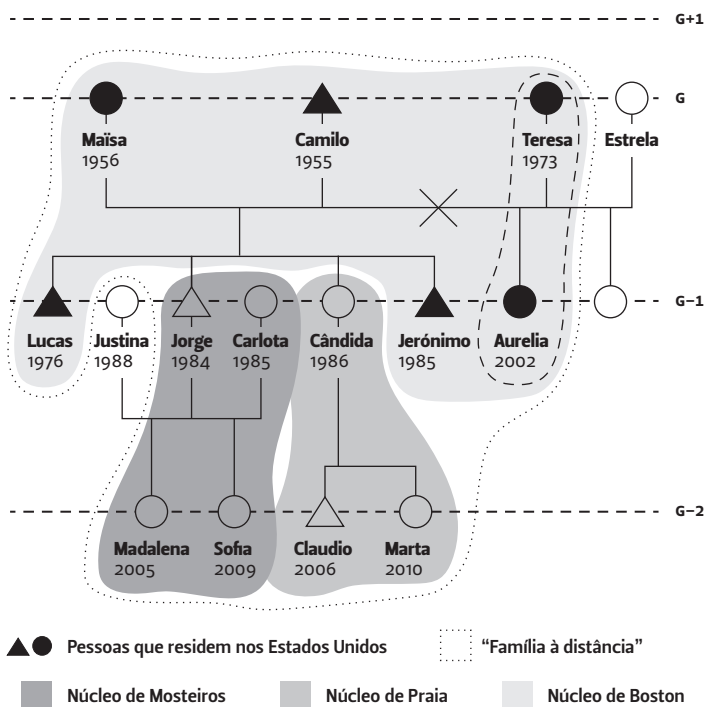 G+1
G
Maïsa Camilo Teresa Estrela
1956 1955 1973
G−1
Lucas Justina Jorge Carlota Cândida Jerónimo Aurelia
1976 1988 1984 1985 1986 1985 2002
G−2
Madalena Sofia Claudio Marta
2005 2009 2006 2010
Pessoas que residem nos Estados Unidos “Família à distância”
Núcleo de Mosteiros Núcleo de Praia Núcleo de Boston